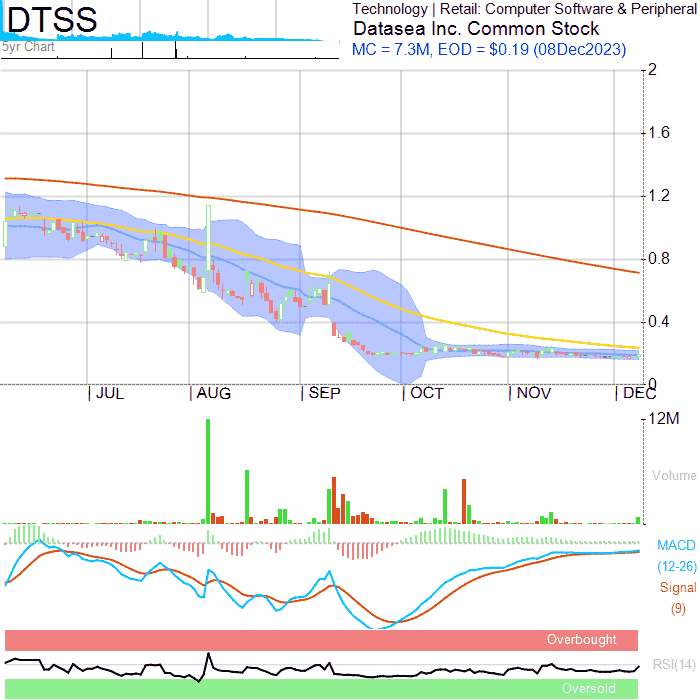 DTSS
5yr Chart
Technology | Retail: Computer Software & Peripheral
Datasea Inc. Common Stock
MC = 7.3M, EOD = $0.19 (08Dec2023)
2
1.6
1.2
0.8
0.4
0
JUL
AUG
SEP
OCT
NOV
DEC
12M
Volume
MACD
(12-26)
Signal
(9)
Overbought
RSI(14)
Oversold